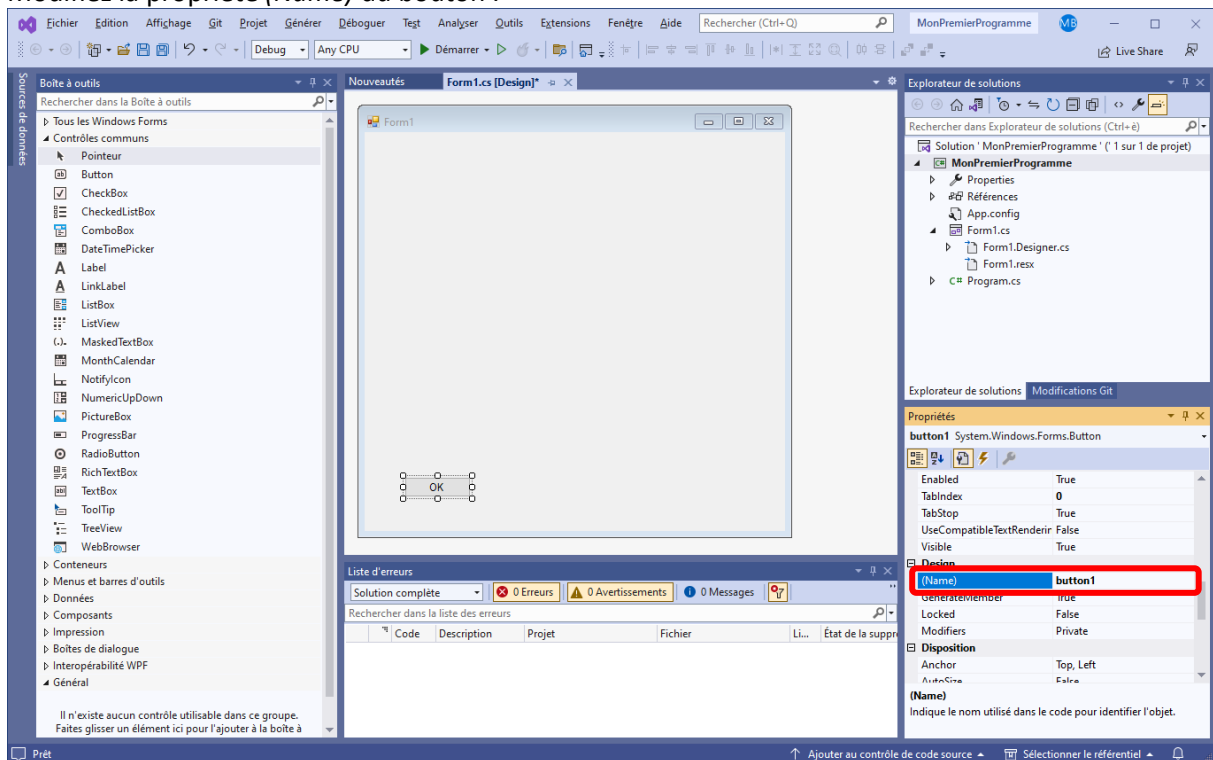 modifiez la propriété (Name) du bouton :
Fichier Edition Affichage Git Projet Générer Déboguer Test Analyser Outils Extensions Fenêtre Aide Rechercher (Ctrl+Q) MonPremierProgramme MB
Debug Any CPU Démarrer Live Share
Sources de données
Boîte à outils
Rechercher dans la Boîte à outils
Tous les Windows Forms
Contrôles communs
Pointeur
Button
CheckBox
CheckedListBox
ComboBox
DateTimePicker
Label
LinkLabel
ListBox
ListView
MaskedTextBox
MonthCalendar
NotifyIcon
NumericUpDown
PictureBox
ProgressBar
RadioButton
RichTextBox
TextBox
ToolTip
TreeView
WebBrowser
Conteneurs
Menus et barres d'outils
Données
Composants
Impression
Boîtes de dialogue
Interopérabilité WPF
Général
Il n'existe aucun contrôle utilisable dans ce groupe.
Faites glisser un élément ici pour l'ajouter à la boîte à
Nouveautés Form1.cs [Design]*
Form1
OK
Liste d'erreurs
Solution complète 0 Erreurs 0 Avertissements 0 Messages
Rechercher dans la liste des erreurs
Code Description Projet Fichier Li... État de la suppre
Explorateur de solutions
Rechercher dans Explorateur de solutions (Ctrl+è)
Solution ' MonPremierProgramme ' (' 1 sur 1 de projet)
MonPremierProgramme
Properties
Références
App.config
Form1.cs
Form1.Designer.cs
Form1.resx
C# Program.cs
Explorateur de solutions Modifications Git
Propriétés
button1 System.Windows.Forms.Button
Enabled True
TabIndex 0
TabStop True
UseCompatibleTextRenderin False
Visible True
Design
(Name) button1
GenerateMember True
Locked False
Modifiers Private
Disposition
Anchor Top, Left
AutoSize False
(Name)
Indique le nom utilisé dans le code pour identifier l'objet.
Prêt Ajouter au contrôle de code source Sélectionner le référentiel